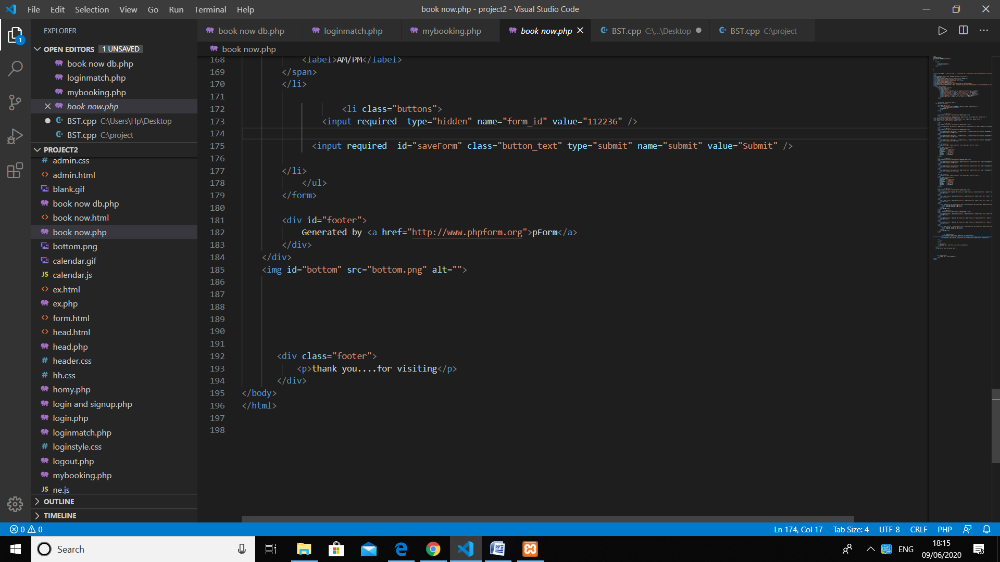 File Edit Selection View Go Run Terminal Help
book now.php - project2 - Visual Studio Code
EXPLORER
OPEN EDITORS 1 UNSAVED
book now db.php
loginmatch.php
mybooking.php
book now.php
BST.cpp C:\Users\Hp\Desktop
BST.cpp C:\project
PROJECT2
admin.css
admin.html
blank.gif
book now db.php
book now.html
book now.php
bottom.png
calendar.gif
calendar.js
ex.html
ex.php
form.html
head.html
head.php
header.css
hh.css
homy.php
login and signup.php
login.php
loginmatch.php
loginstyle.css
logout.php
mybooking.php
ne.js
OUTLINE
TIMELINE
book now db.php loginmatch.php mybooking.php book now.php BST.cpp C:\...\Desktop BST.cpp C:\project
book now.php
168 <label>AM/PM</label>
169 </span>
170 </li>
171
172 <li class="buttons">
173 <input required  type="hidden" name="form_id" value="112236" />
174
175 <input required  id="saveForm" class="button_text" type="submit" name="submit" value="Submit" />
176
177 </li>
178 </ul>
179 </form>
180
181 <div id="footer">
182 Generated by <a href="http://www.phpform.org">pForm</a>
183 </div>
184 </div>
185 <img id="bottom" src="bottom.png" alt="">
186
187
188
189
190
191
192 <div class="footer">
193 <p>thank you....for visiting</p>
194 </div>
195 </body>
196 </html>
197
198
0 0
Ln 174, Col 17 Tab Size: 4 UTF-8 CRLF PHP
Search
ENG
18:15
09/06/2020